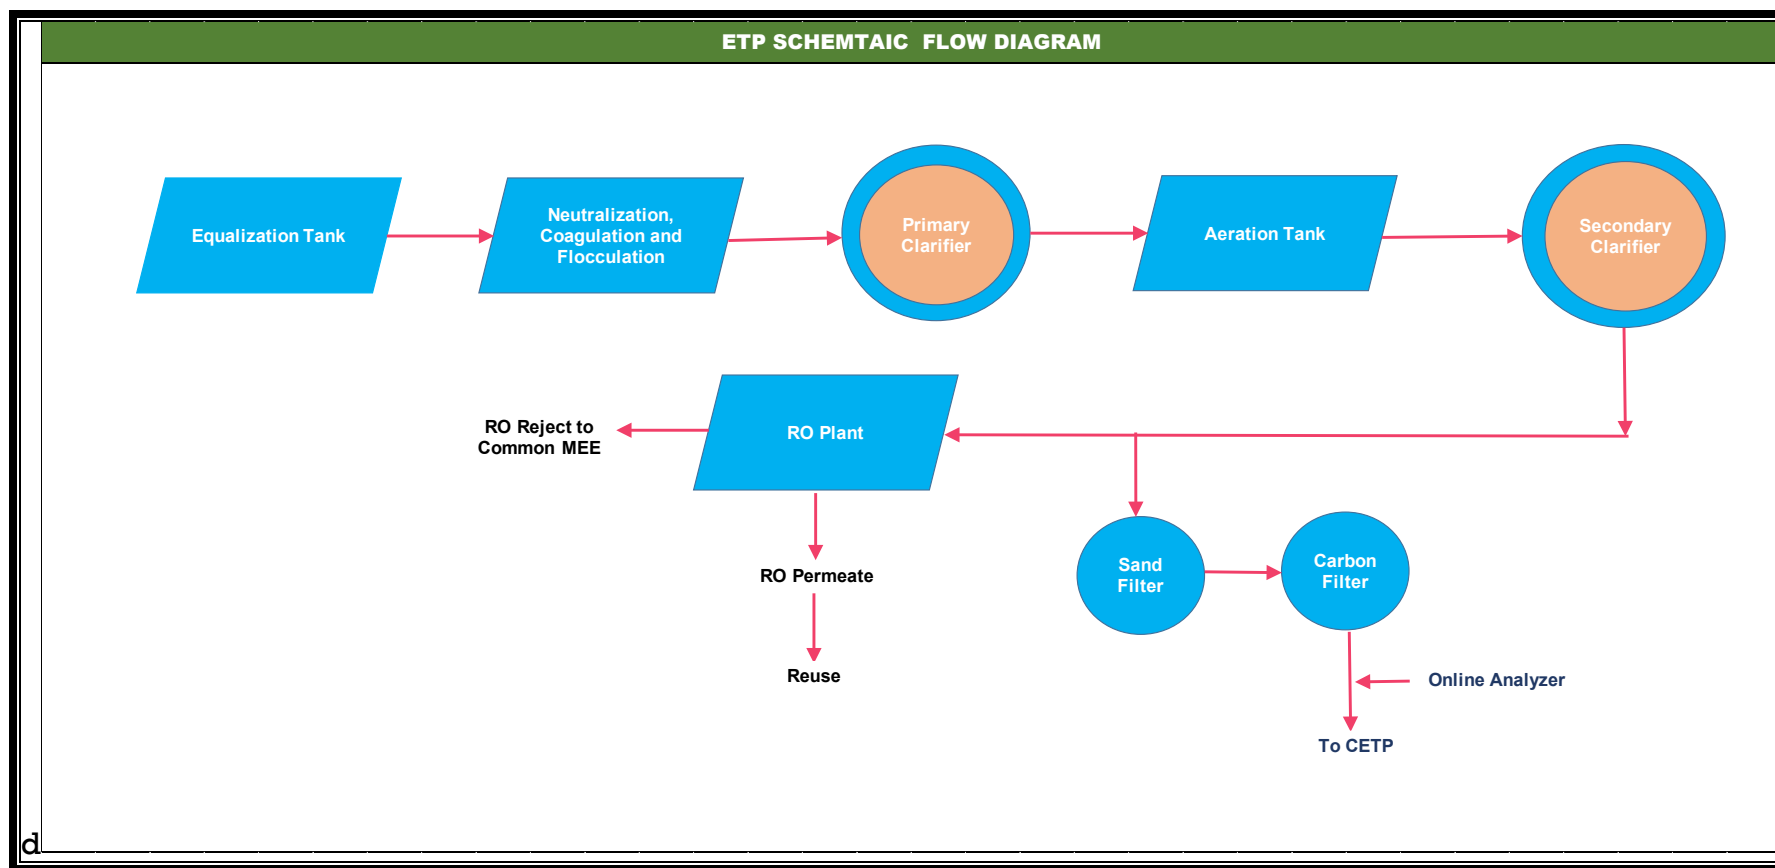 ETP SCHEMTAIC  FLOW DIAGRAM
Equalization Tank
Neutralization,
Coagulation and
Flocculation
Primary
Clarifier
Aeration Tank
Secondary
Clarifier
RO Reject to
Common MEE
RO Plant
RO Permeate
Reuse
Sand
Filter
Carbon
Filter
Online Analyzer
To CETP
d